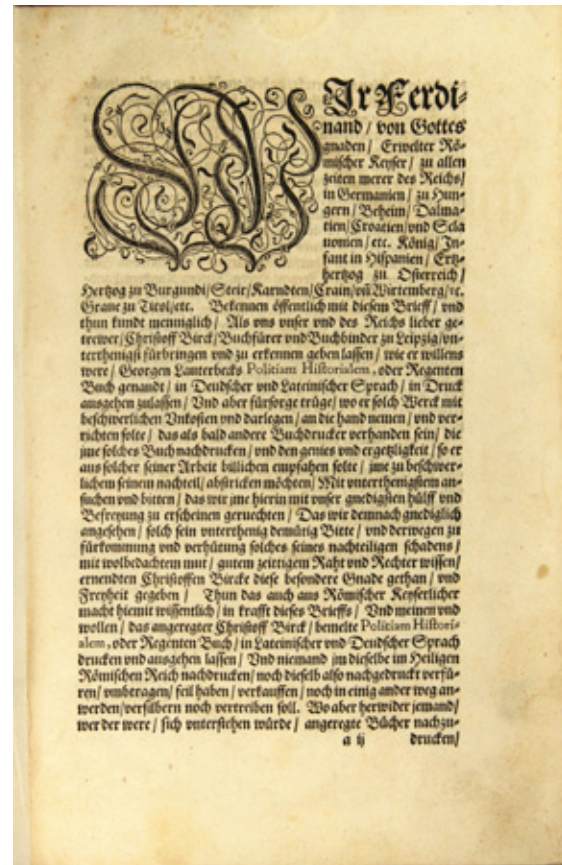 WIr Ferdi-
nand / von Gottes
gnaden / Erwelter Rö-
mischer Keyser / zu allen
zeiten merer des Reichs /
in Germanien / zu Hun-
gern / Beheim / Dalma-
tien / Croatien / vnd Scla
uonien / etc. König / In-
fant in Hispanien / Ertz-
hertzog zu Osterreich /
Hertzog zu Burgundi / Steir / Karndten / Crain / vñ Wirtemberg / ꝛc.
Graue zu Tirol / etc. Bekennen öffentlich mit diesem Brieff / vnd
thun kundt menniglich / Als vns vnser vnd des Reichs lieber ge-
trewer / Christoff Birck / Buchfürer vnd Buchbinder zu Leipzig / vn-
terthenigst fürbringen vnd zu erkennen geben lassen / wie er willens
were / Georgen Lauterbecks Politiam Historialem, oder Regenten
Buch genandt / in Deudscher vnd Lateinischer Sprach / in Druck
ausgehen zulassen / Vnd aber fürsorge trüge / wo er solch Werck mit
beschwerlichen Vnkosten vnd darlegen / an die hand nemen / vnd ver-
richten solte / das als bald andere Buchdrucker verhanden sein / die
jme solches Buch nachdrucken / vnd den genies vnd ergetzligkeit / so er
aus solcher seiner Arbeit billichen empfahen solte / jme zu beschwer-
lichem seinem nachteil / abstricken möchten / Mit vnterthenigstem an-
suchen vnd bitten / das wir jme hierin mit vnser gnedigsten hülff vnd
Befreyung zu erscheinen geruechten / Das wir demnach gnediglich
angesehen / solch sein vnterthenig demütig Bitte / vnd derwegen zu
fürkommung vnd verhütung solches seines nachteiligen schadens /
mit wolbedachtem mut / gutem zeittigem Raht vnd Rechter wissen /
ernendten Christoffen Bircke diese besondere Gnade gethan / vnd
Freyheit gegeben / Thun das auch aus Römischer Keyserlicher
macht hiemit wissentlich / in krafft dieses Brieffs / Vnd meinen vnd
wollen / das angeregter Christoff Birck / bemelte Politiam Histori-
alem, oder Regenten Buch / in Lateinischer vnd Deudscher Sprach
drucken vnd ausgehen lassen / Vnd niemand jm dieselbe im Heiligen
Römischen Reich nachdrucken / noch dieselb also nachgedruckt verfü-
ren / vmbtragen / feil haben / verkauffen / noch in einig ander weg an-
werden / versilbern noch vertreiben soll. Wo aber herwider jemand /
wer der were / sich vnterstehen würde / angeregte Bücher nachzu-
a ij drucken /